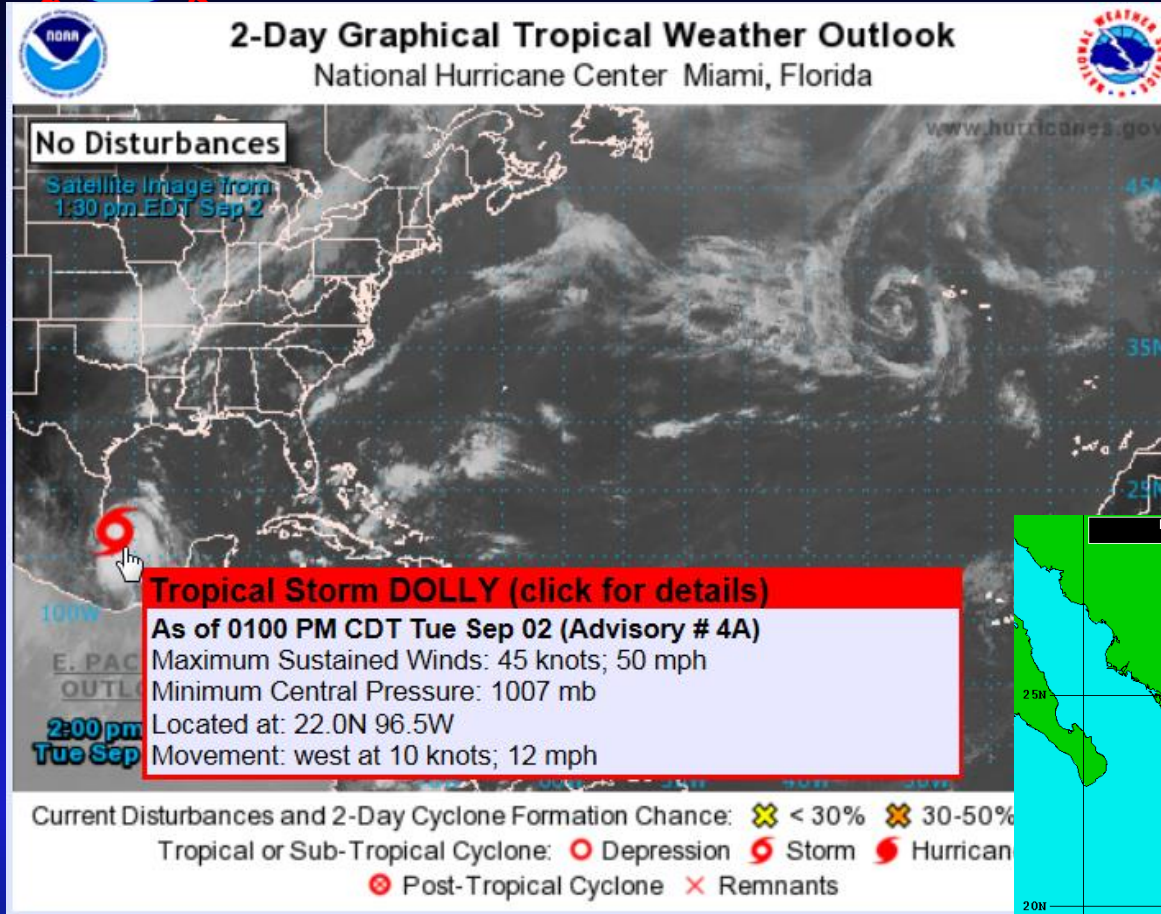 NOAA
2-Day Graphical Tropical Weather Outlook
National Hurricane Center Miami, Florida
NATIONAL WEATHER SERVICE
No Disturbances
www.hurricanes.gov
Satellite Image from
1:30 pm EDT Sep 2
45N
35N
25N
Tropical Storm DOLLY (click for details)
As of 0100 PM CDT Tue Sep 02 (Advisory # 4A)
Maximum Sustained Winds: 45 knots; 50 mph
Minimum Central Pressure: 1007 mb
Located at: 22.0N 96.5W
Movement: west at 10 knots; 12 mph
100W
E. PAC
2:00 pm
Tue Sep
Current Disturbances and 2-Day Cyclone Formation Chance: < 30% 30-50%
Tropical or Sub-Tropical Cyclone: Depression Storm Hurrican
Post-Tropical Cyclone Remnants
25N
20N